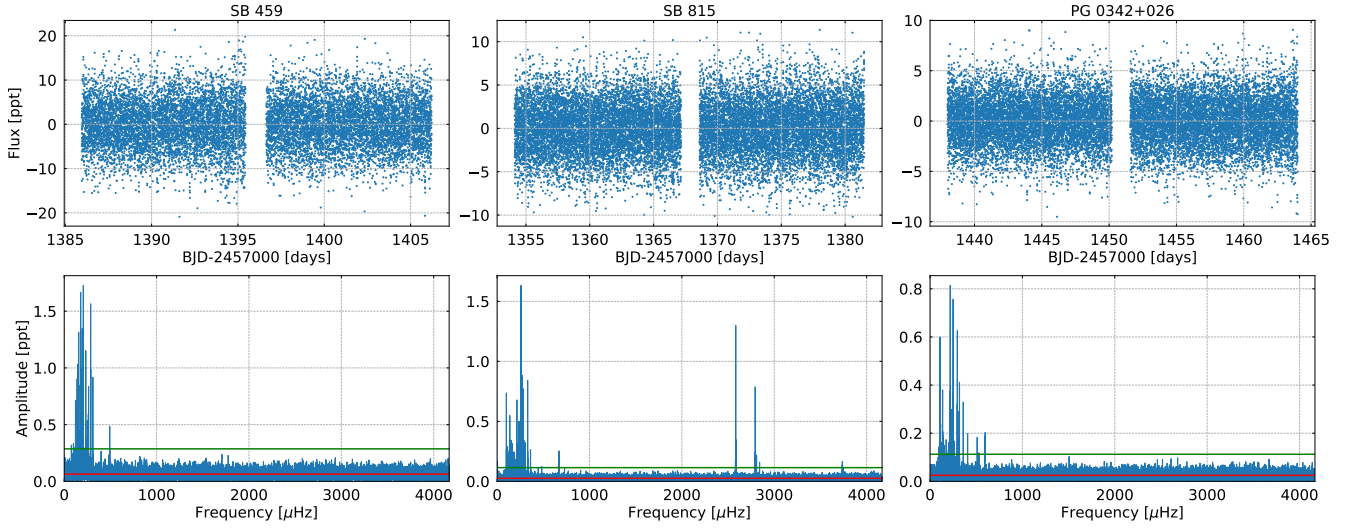 SB 459
SB 815
PG 0342+026
Flux [ppt]
20
10
0
−10
−20
10
5
0
−5
−10
10
5
0
−5
−10
1385 1390 1395 1400 1405
1355 1360 1365 1370 1375 1380
1440 1445 1450 1455 1460 1465
BJD-2457000 [days]
BJD-2457000 [days]
BJD-2457000 [days]
Amplitude [ppt]
1.5
1.0
0.5
0.0
1.5
1.0
0.5
0.0
0.8
0.6
0.4
0.2
0.0
0 1000 2000 3000 4000
0 1000 2000 3000 4000
0 1000 2000 3000 4000
Frequency [μHz]
Frequency [μHz]
Frequency [μHz]